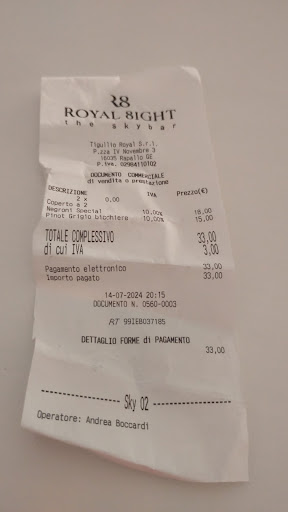 R8
ROYAL 8IGHT
the skybar
Tigullio Royal S.r.l.
P.zza IV Novembre 3
16035 Rapallo GE
P.Iva. 02984110102
DOCUMENTO COMMERCIALE
di vendita o prestazione
DESCRIZIONE IVA Prezzo(€)
2 x 0,00
Coperto a 2
Negroni Special 10,00% 18,00
Pinot Grigio bicchiere 10,00% 15,00
TOTALE COMPLESSIVO 33,00
di cui IVA 3,00
Pagamento elettronico 33,00
Importo pagato 33,00
14-07-2024 20:15
DOCUMENTO N. 0560-0003
RT 99IEB037185
DETTAGLIO FORME di PAGAMENTO
33,00
Sky 02
Operatore: Andrea Boccardi